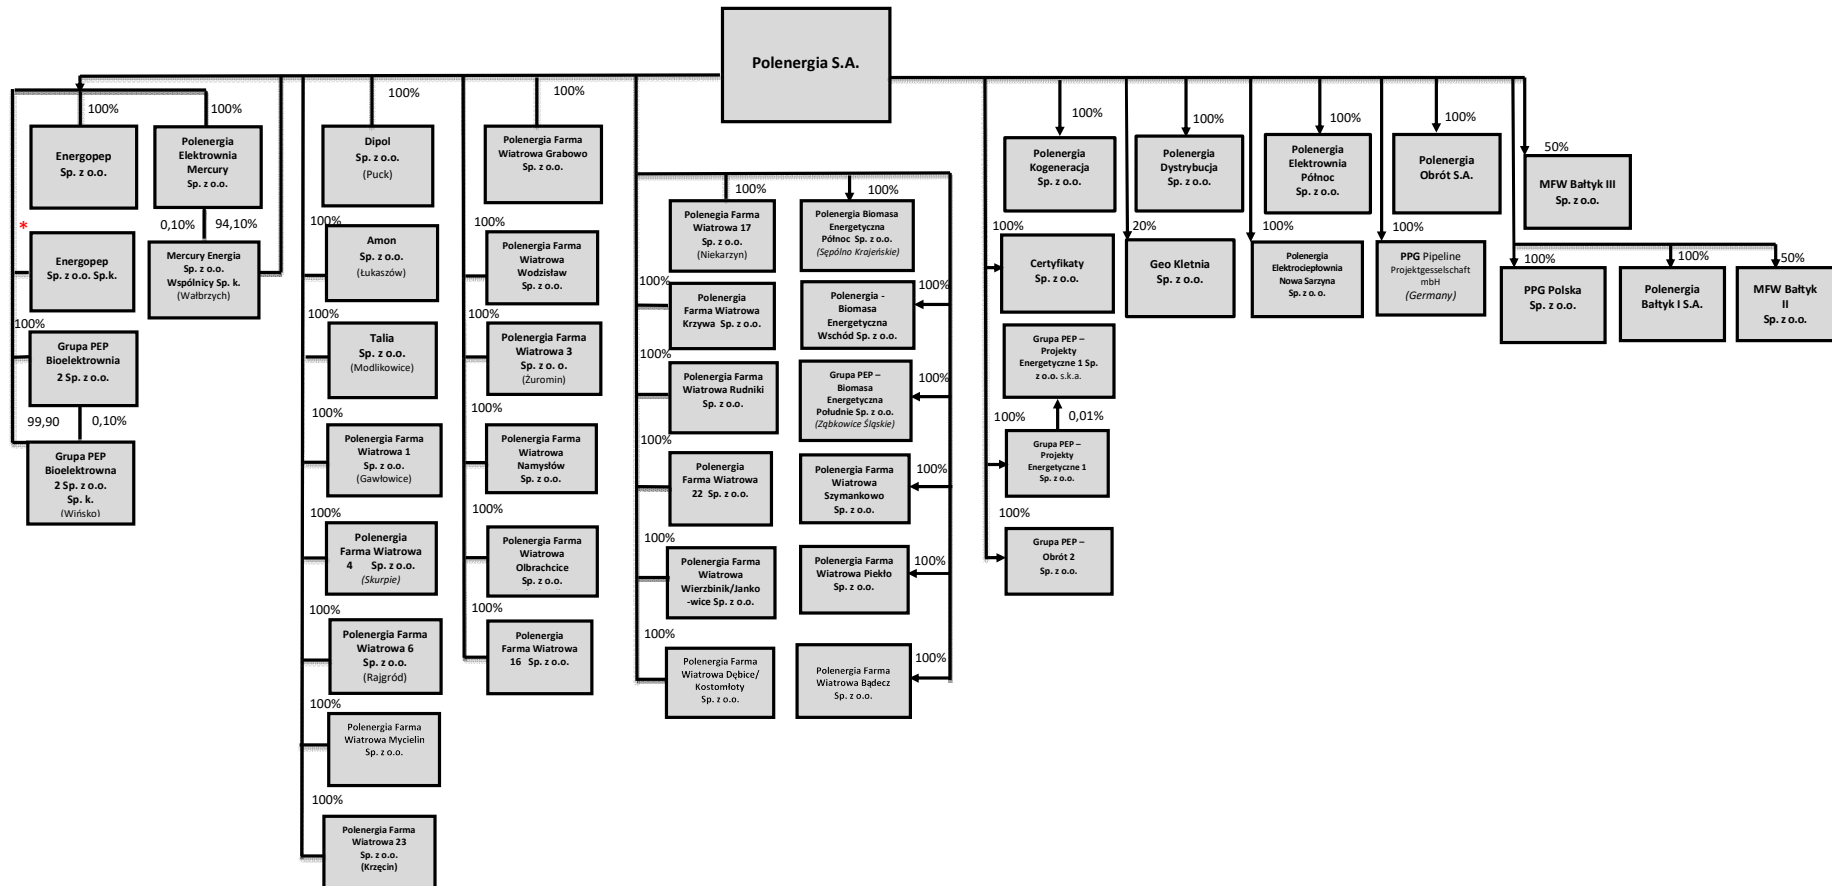 Polenergia S.A.
100%
100%
100%
100%
Energopep
Sp. z o.o.
Polenergia
Elektrownia
Mercury
Sp. z o.o.
*
0,10%
94,10%
Energopep
Sp. z o.o. Sp.k.
Mercury Energia
Sp. z o.o.
Wspólnicy Sp. k.
(Wałbrzych)
100%
Grupa PEP
Bioelektrownia
2 Sp. z o.o.
99,90
0,10%
Grupa PEP
Bioelektrowna
2 Sp. z o.o.
Sp. k.
(Wińsko)
Dipol
Sp. z o.o.
(Puck)
100%
Amon
Sp. z o.o.
(Łukaszów)
100%
Talia
Sp. z o.o.
(Modlikowice)
100%
Polenergia Farma
Wiatrowa 1
Sp. z o.o.
(Gawłowice)
100%
Polenergia
Farma Wiatrowa
4 Sp. z o.o.
(Skurpie)
100%
Polenergia Farma
Wiatrowa 6
Sp. z o.o.
(Rajgród)
100%
Polenergia Farma
Wiatrowa Mycielin
Sp. z o.o.
100%
Polenergia Farma
Wiatrowa 23
Sp. z o.o.
(Krzęcin)
Polenergia Farma
Wiatrowa Grabowo
Sp. z o.o.
100%
Polenergia Farma
Wiatrowa
Wodzisław
Sp. z o.o.
100%
Polenergia Farma
Wiatrowa 3
Sp. z o. o.
(Żuromin)
100%
Polenergia Farma
Wiatrowa
Namysłów
Sp. z o.o.
100%
Polenergia Farma
Wiatrowa
Olbrachcice
Sp. z o.o.
100%
Polenergia
Farma Wiatrowa
16 Sp. z o.o.
100%
Polenegia Farma
Wiatrowa 17
Sp. z o.o.
(Niekarzyn)
100%
Polenergia
Farma Wiatrowa
Krzywa Sp. z o.o.
100%
Polenergia Farma
Wiatrowa Rudniki
Sp. z o.o.
100%
Polenergia
Farma Wiatrowa
22 Sp. z o.o.
100%
Polenergia Farma
Wiatrowa
Wierzbinik/Janko
-wice Sp. z o.o.
100%
Polenergia Farma
Wiatrowa Dębice/
Kostomłoty
Sp. z o.o.
100%
Polenergia Biomasa
Energetyczna
Północ Sp. z o.o.
(Sępólno Krajeńskie)
100%
Polenergia -
Biomasa
Energetyczna
Wschód Sp. z o.o.
100%
Grupa PEP –
Biomasa
Energetyczna
Południe Sp. z o.o.
(Ząbkowice Śląskie)
100%
Polenergia Farma
Wiatrowa
Szymankowo
Sp. z o.o.
100%
Polenergia Farma
Wiatrowa Piekło
Sp. z o.o.
100%
Polenergia Farma
Wiatrowa Bądecz
Sp. z o.o.
100%
Polenergia
Kogeneracja
Sp. z o.o.
100%
Certyfikaty
Sp. z o.o.
Grupa PEP –
Projekty
Energetyczne 1 Sp.
z o.o. s.k.a.
100%
0,01%
Grupa PEP –
Projekty
Energetyczne 1
Sp. z o.o.
100%
Grupa PEP –
Obrót 2
Sp. z o.o.
100%
Polenergia
Dystrybucja
Sp. z o.o.
20%
Geo Kletnia
Sp. z o.o.
100%
Polenergia
Elektrownia
Północ
Sp. z o.o.
100%
Polenergia
Elektrociepłownia
Nowa Sarzyna
Sp. z o. o.
100%
Polenergia
Obrót S.A.
100%
PPG Pipeline
Projektgesselschaft
mbH
(Germany)
50%
MFW Bałtyk III
Sp. z o.o.
100%
PPG Polska
Sp. z o.o.
100%
Polenergia
Bałtyk I S.A.
50%
MFW Bałtyk
II
Sp. z o.o.